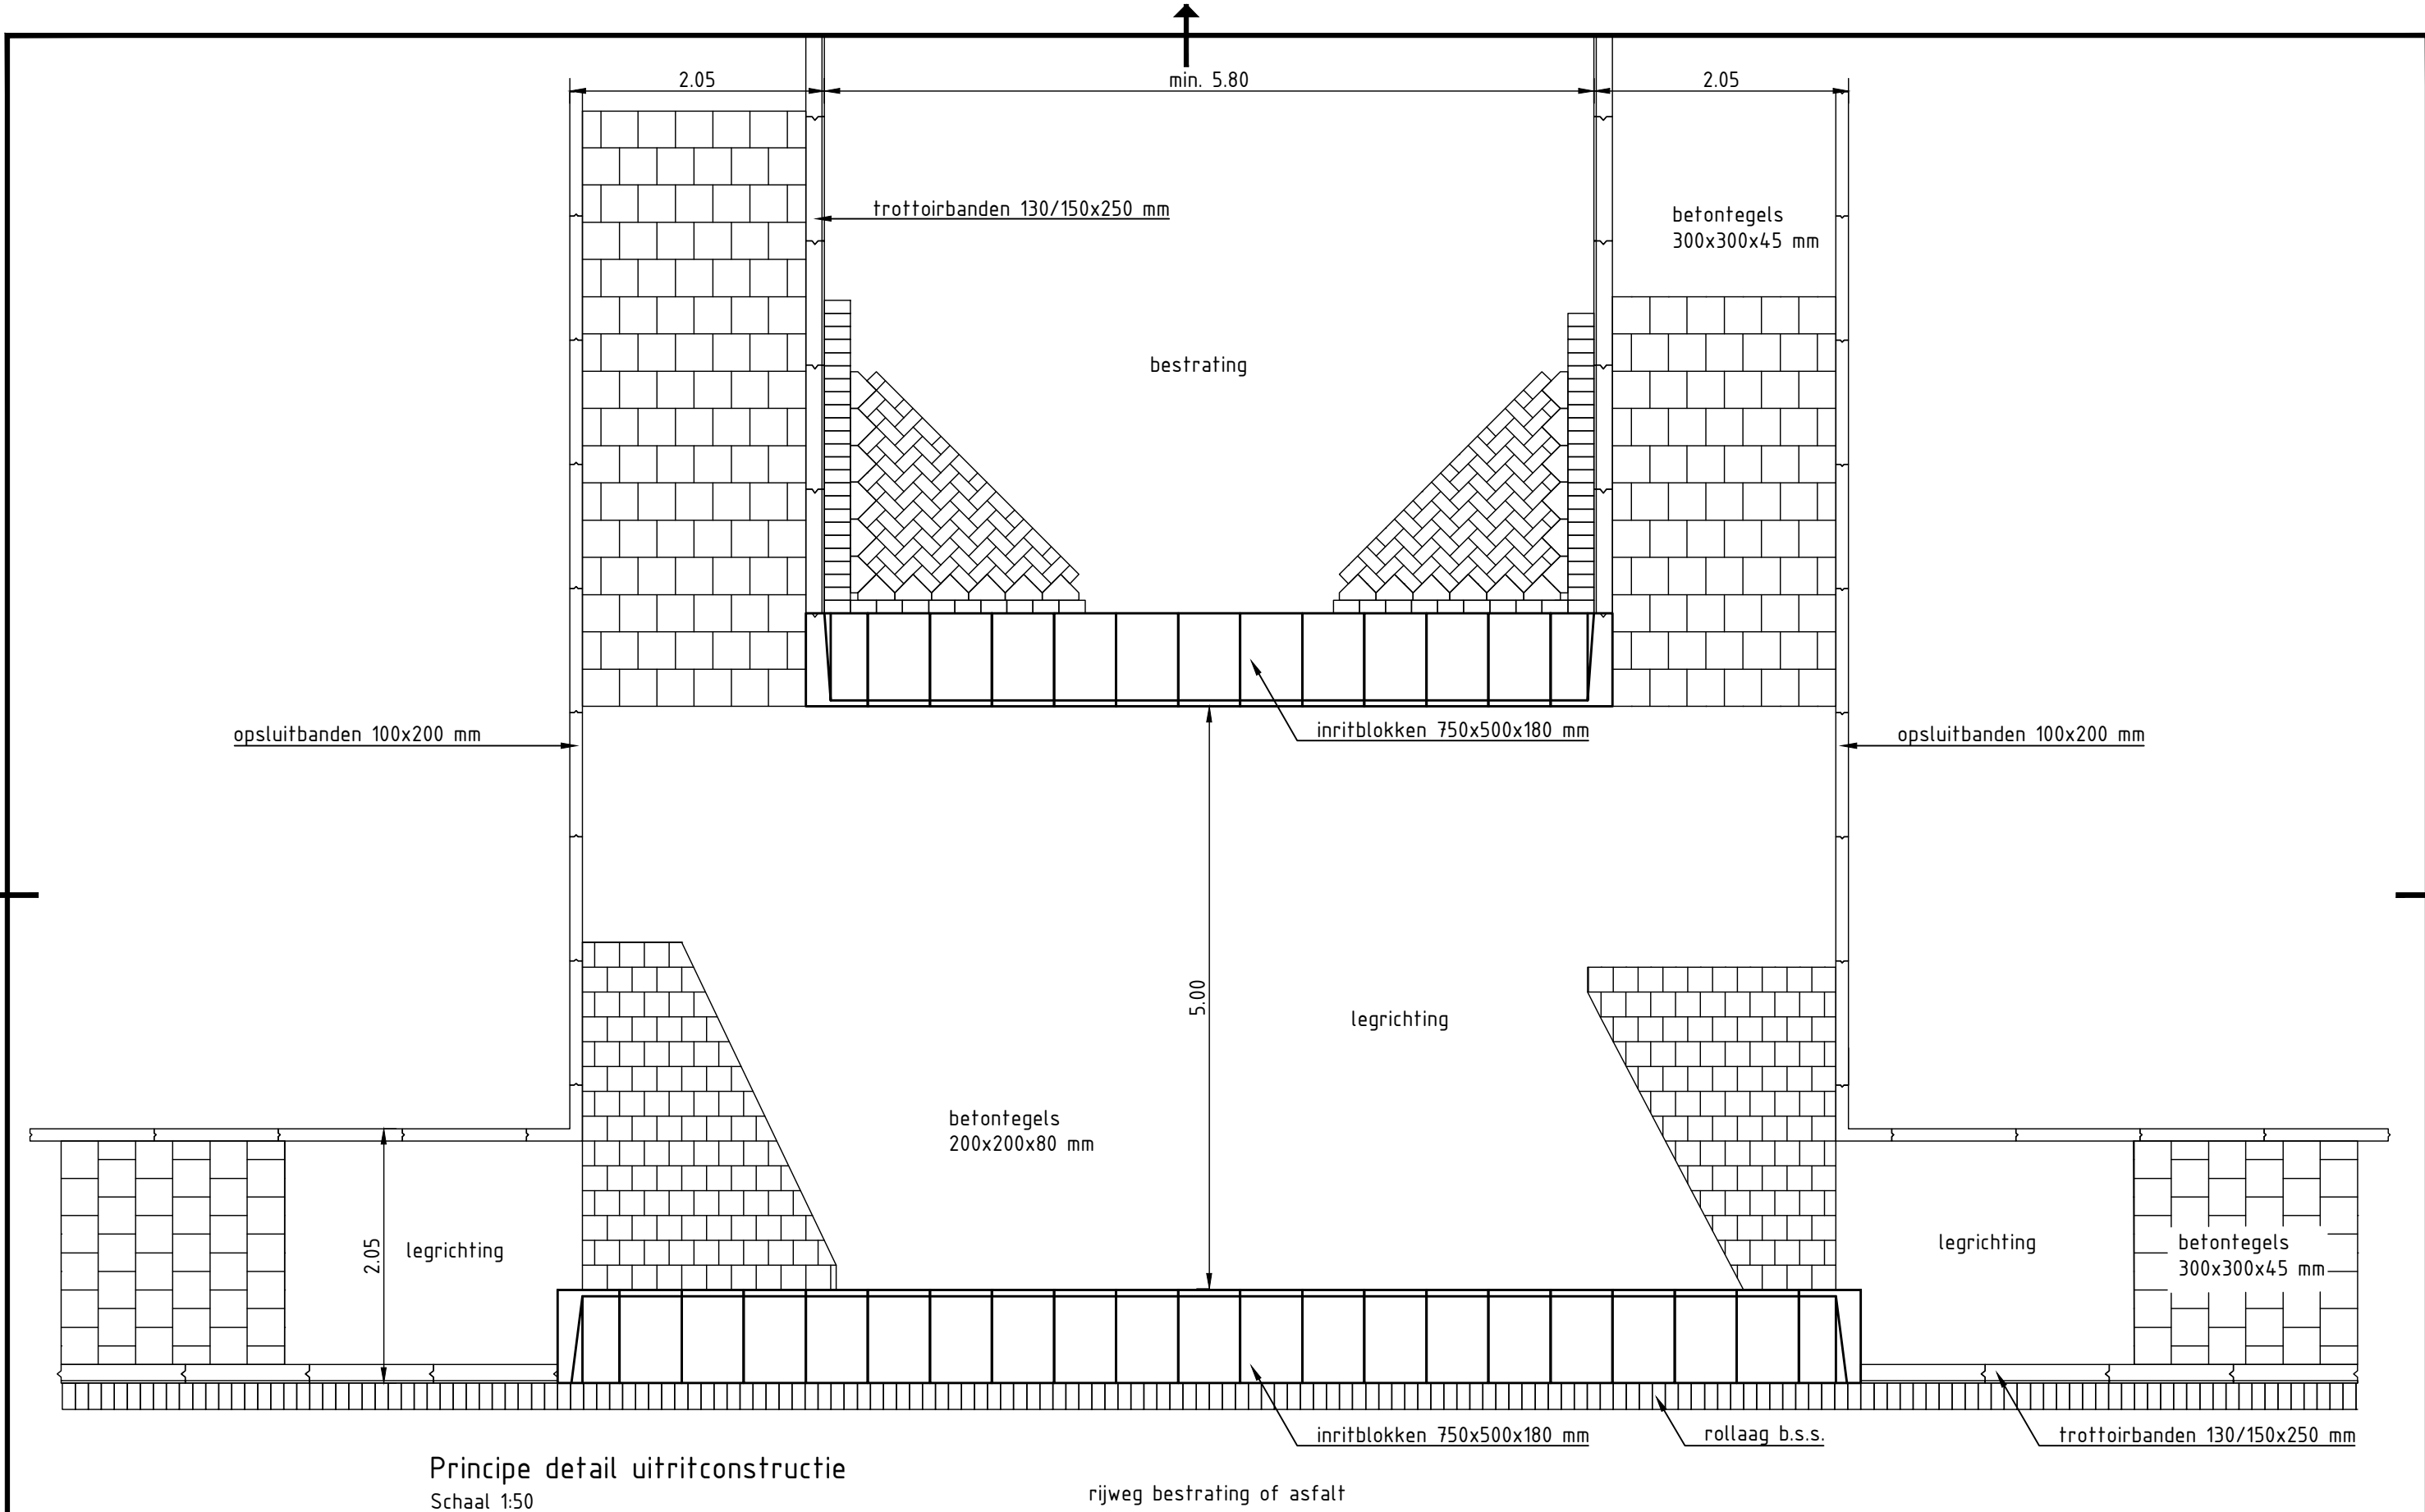 2.05
min. 5.80
2.05
trottoirbanden 130/150x250 mm
betontegels
300x300x45 mm
bestrating
opsluitbanden 100x200 mm
inritblokken 750x500x180 mm
opsluitbanden 100x200 mm
5.00
legrichting
betontegels
200x200x80 mm
2.05
legrichting
legrichting
betontegels
300x300x45 mm
inritblokken 750x500x180 mm
rollaag b.s.s.
trottoirbanden 130/150x250 mm
Principe detail uitritconstructie
Schaal 1:50
rijweg bestrating of asfalt